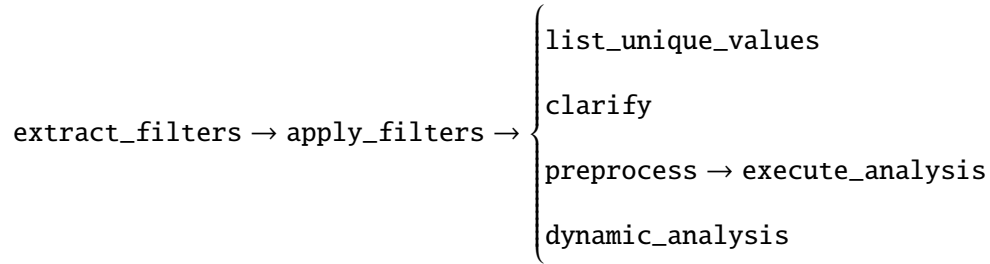 list_unique_values
clarify
extract_filters → apply_filters →
preprocess → execute_analysis
dynamic_analysis